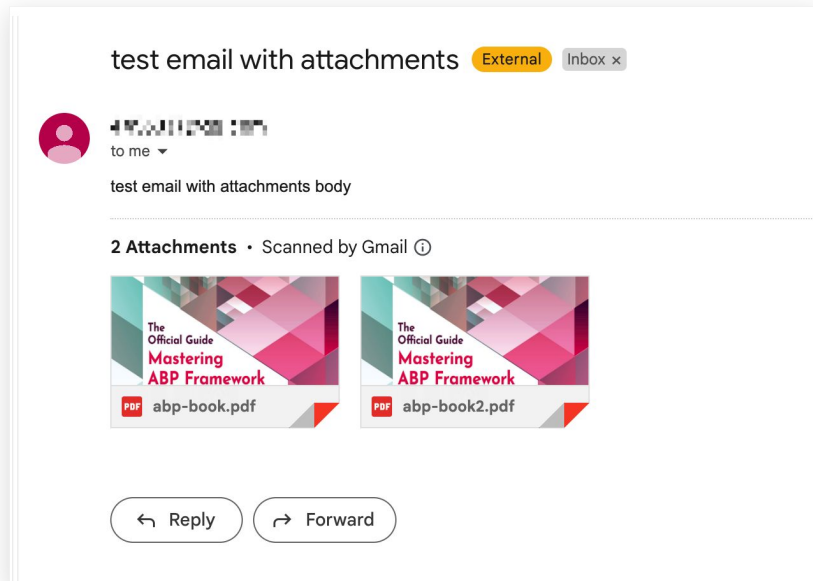 test email with attachments External Inbox ×
to me
test email with attachments body
2 Attachments • Scanned by Gmail
The
Official Guide
Mastering
ABP Framework
PDF abp-book.pdf
The
Official Guide
Mastering
ABP Framework
PDF abp-book2.pdf
Reply Forward